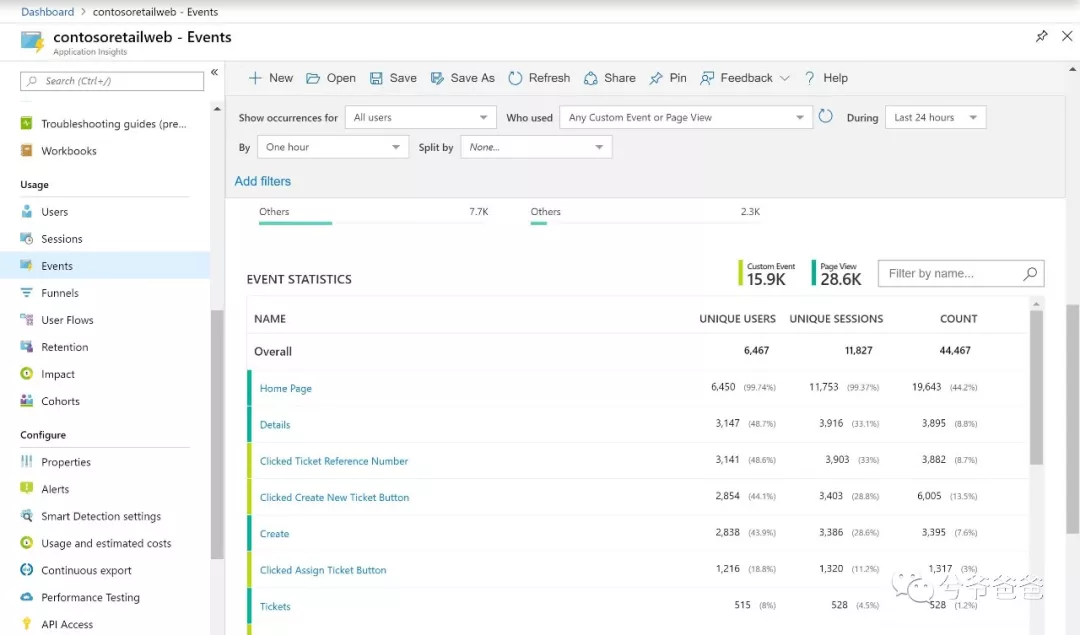 Dashboard > contosoretailweb - Events
contosoretailweb - Events
Application Insights
Search (Ctrl+/)
«
Troubleshooting guides (pre...
Workbooks
Usage
Users
Sessions
Events
Funnels
User Flows
Retention
Impact
Cohorts
Configure
Properties
Alerts
Smart Detection settings
Usage and estimated costs
Continuous export
Performance Testing
API Access
New Open Save Save As Refresh Share Pin Feedback Help
Show occurrences for All users Who used Any Custom Event or Page View During Last 24 hours
By One hour Split by None...
Add filters
Others 7.7K Others 2.3K
EVENT STATISTICS
Custom Event
15.9K
Page View
28.6K
Filter by name...
NAME UNIQUE USERS UNIQUE SESSIONS COUNT
Overall 6,467 11,827 44,467
Home Page 6,450 (99.74%) 11,753 (99.37%) 19,643 (44.2%)
Details 3,147 (48.7%) 3,916 (33.1%) 3,895 (8.8%)
Clicked Ticket Reference Number 3,141 (48.6%) 3,903 (33%) 3,882 (8.7%)
Clicked Create New Ticket Button 2,854 (44.1%) 3,403 (28.8%) 6,005 (13.5%)
Create 2,838 (43.9%) 3,386 (28.6%) 3,395 (7.6%)
Clicked Assign Ticket Button 1,216 (18.8%) 1,320 (11.2%) 1,317 (3%)
Tickets 515 (8%) 528 (4.5%) 528 (1.2%)
兮爷爸爸